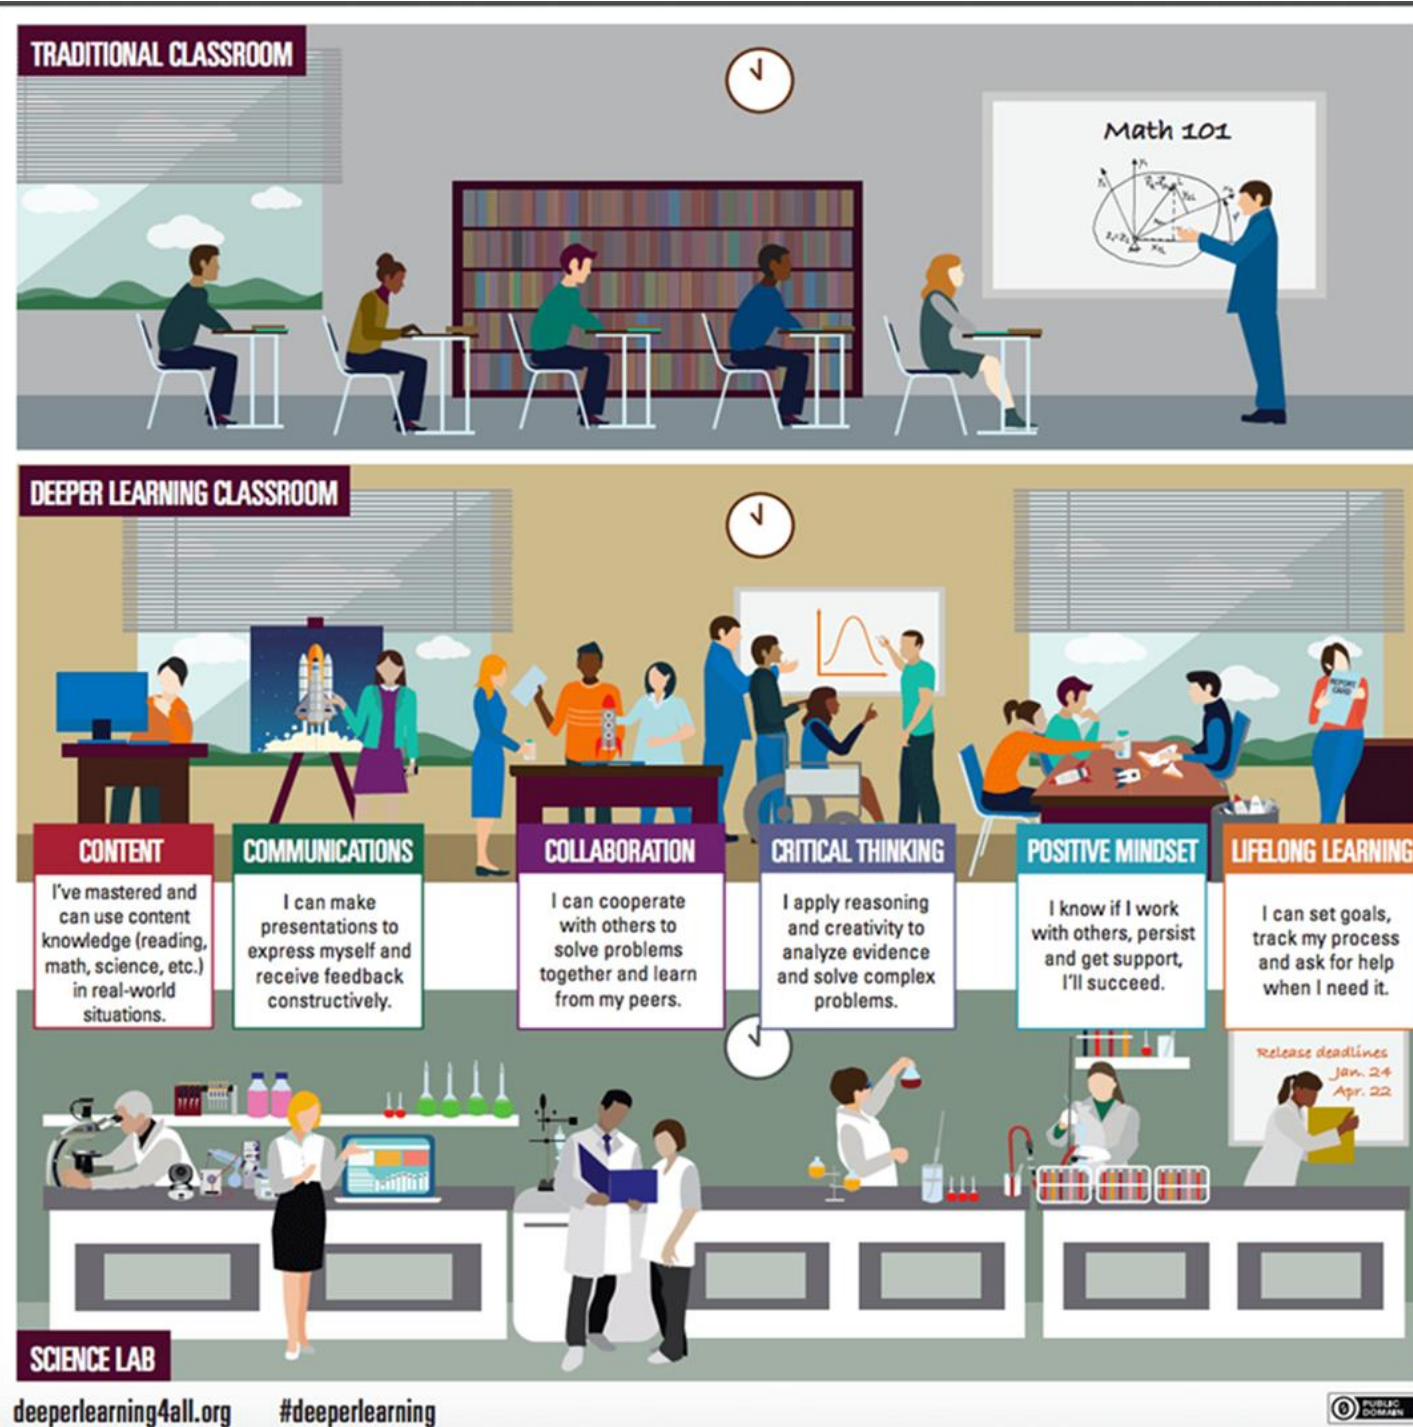 TRADITIONAL CLASSROOM
Math 101
DEEPER LEARNING CLASSROOM
REPORT
CARD
CONTENT
I've mastered and
can use content
knowledge (reading,
math, science, etc.)
in real-world
situations.
COMMUNICATIONS
I can make
presentations to
express myself and
receive feedback
constructively.
COLLABORATION
I can cooperate
with others to
solve problems
together and learn
from my peers.
CRITICAL THINKING
I apply reasoning
and creativity to
analyze evidence
and solve complex
problems.
POSITIVE MINDSET
I know if I work
with others, persist
and get support,
I'll succeed.
LIFELONG LEARNING
I can set goals,
track my process
and ask for help
when I need it.
Release deadlines
Jan. 24
Apr. 22
SCIENCE LAB
deeperlearning4all.org #deeperlearning
PUBLIC
DOMAIN